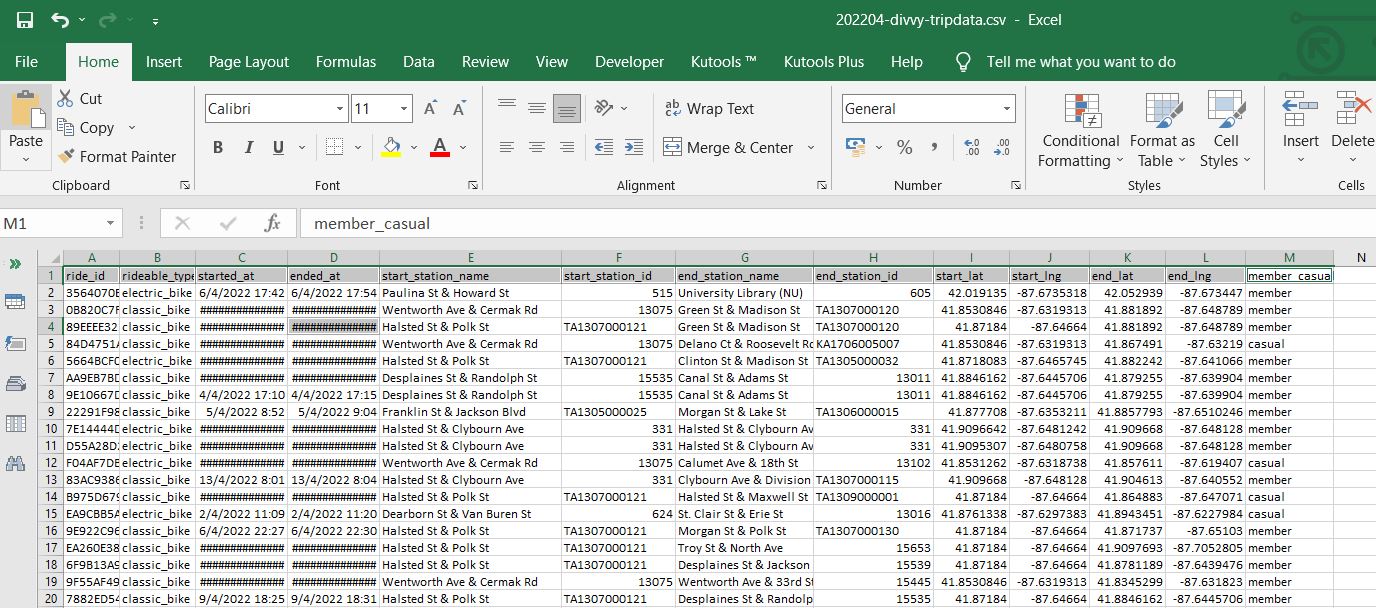 202204-divvy-tripdata.csv - Excel
File Home Insert Page Layout Formulas Data Review View Developer Kutools ™ Kutools Plus Help Tell me what you want to do
Paste Cut Copy Format Painter Calibri 11 A A ab Wrap Text General Conditional Formatting Format as Table Cell Styles Insert Delete
B I U A Merge & Center % , .00 .00
Clipboard Font Alignment Number Styles Cells
M1 fx member_casual
A B C D E F G H I J K L M N
1 ride_id rideable_type started_at ended_at start_station_name start_station_id end_station_name end_station_id start_lat start_lng end_lat end_lng member_casua
2 3564070E electric_bike 6/4/2022 17:42 6/4/2022 17:54 Paulina St & Howard St 515 University Library (NU) 605 42.019135 -87.6735318 42.052939 -87.673447 member
3 0B820C7F classic_bike ############## ############## Wentworth Ave & Cermak Rd 13075 Green St & Madison St TA1307000120 41.8530846 -87.6319313 41.881892 -87.648789 member
4 89EEEE32 classic_bike ############## ############## Halsted St & Polk St TA1307000121 Green St & Madison St TA1307000120 41.87184 -87.64664 41.881892 -87.648789 member
5 84D4751A classic_bike ############## ############## Wentworth Ave & Cermak Rd 13075 Delano Ct & Roosevelt Rd KA1706005007 41.8530846 -87.6319313 41.867491 -87.63219 casual
6 5664BCF0 electric_bike ############## ############## Halsted St & Polk St TA1307000121 Clinton St & Madison St TA1305000032 41.8718083 -87.6465745 41.882242 -87.641066 member
7 AA9EB7BD classic_bike ############## ############## Desplaines St & Randolph St 15535 Canal St & Adams St 13011 41.8846162 -87.6445706 41.879255 -87.639904 member
8 9E10667D classic_bike 4/4/2022 17:10 4/4/2022 17:15 Desplaines St & Randolph St 15535 Canal St & Adams St 13011 41.8846162 -87.6445706 41.879255 -87.639904 member
9 22291F98 classic_bike 5/4/2022 8:52 5/4/2022 9:04 Franklin St & Jackson Blvd TA1305000025 Morgan St & Lake St TA1306000015 41.877708 -87.6353211 41.8857793 -87.6510246 member
10 7E14444D electric_bike ############## ############## Halsted St & Clybourn Ave 331 Halsted St & Clybourn Av 331 41.9096642 -87.6481242 41.909668 -87.648128 member
11 D55A28D electric_bike ############## ############## Halsted St & Clybourn Ave 331 Halsted St & Clybourn Av 331 41.9095307 -87.6480758 41.909668 -87.648128 member
12 F04AF7DE electric_bike ############## ############## Wentworth Ave & Cermak Rd 13075 Calumet Ave & 18th St 13102 41.8531262 -87.6318738 41.857611 -87.619407 casual
13 83AC9386 classic_bike 13/4/2022 8:01 13/4/2022 8:04 Halsted St & Clybourn Ave 331 Clybourn Ave & Division TA1307000115 41.909668 -87.648128 41.904613 -87.640552 member
14 B975D679 classic_bike ############## ############## Halsted St & Polk St TA1307000121 Halsted St & Maxwell St TA1309000001 41.87184 -87.64664 41.864883 -87.647071 casual
15 EA9CBB5A electric_bike 2/4/2022 11:09 2/4/2022 11:20 Dearborn St & Van Buren St 624 St. Clair St & Erie St 13016 41.8761338 -87.6297383 41.8943451 -87.6227984 casual
16 9E922C96 classic_bike 6/4/2022 22:27 6/4/2022 22:30 Halsted St & Polk St TA1307000121 Morgan St & Polk St TA1307000130 41.87184 -87.64664 41.871737 -87.65103 member
17 EA260E38 classic_bike ############## ############## Halsted St & Polk St TA1307000121 Troy St & North Ave 15653 41.87184 -87.64664 41.9097693 -87.7052805 member
18 6F9B13A9 classic_bike ############## ############## Halsted St & Polk St TA1307000121 Desplaines St & Jackson 15539 41.87184 -87.64664 41.8781189 -87.6439476 member
19 9F55AF49 classic_bike ############## ############## Wentworth Ave & Cermak Rd 13075 Wentworth Ave & 33rd St 15445 41.8530846 -87.6319313 41.8345299 -87.631823 member
20 7882ED54 classic_bike 9/4/2022 18:25 9/4/2022 18:31 Halsted St & Polk St TA1307000121 Desplaines St & Randolp 15535 41.87184 -87.64664 41.8846162 -87.6445706 member